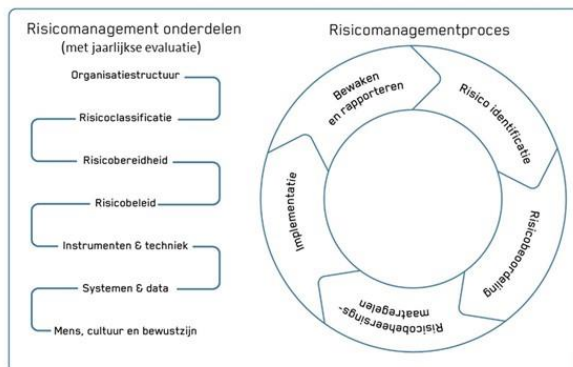 Risicomanagement onderdelen
(met jaarlijkse evaluatie)
Organisatiestructuur
Risicoclassificatie
Risicobereidheid
Risicobeleid
Instrumenten & techniek
Systemen & data
Mens, cultuur en bewustzijn
Risicomanagementproces
Bewaken
en rapporteren
Risico identificatie
Risicobeoordeling
Risicobeheersings-
maatregelen
Implementatie